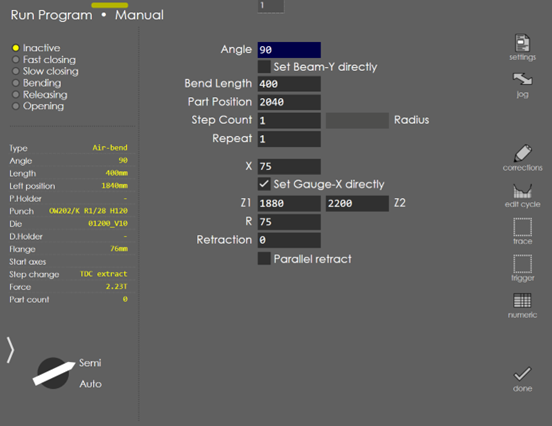 1
Run Program • Manual
Inactive
Fast closing
Slow closing
Bending
Releasing
Opening
Type Air-bend
Angle 90
Length 400mm
Left position 1840mm
P.Holder -
Punch OW202/K R1/28 H120
Die 01200_V10
D.Holder -
Flange 76mm
Start axes
Step change TDC extract
Force 2.23T
Part count 0
Semi
Auto
Angle 90
Set Beam-Y directly
Bend Length 400
Part Position 2040
Step Count 1 Radius
Repeat 1
X 75
Set Gauge-X directly
Z1 1880 2200 Z2
R 75
Retraction 0
Parallel retract
settings
jog
corrections
edit cycle
trace
trigger
numeric
done